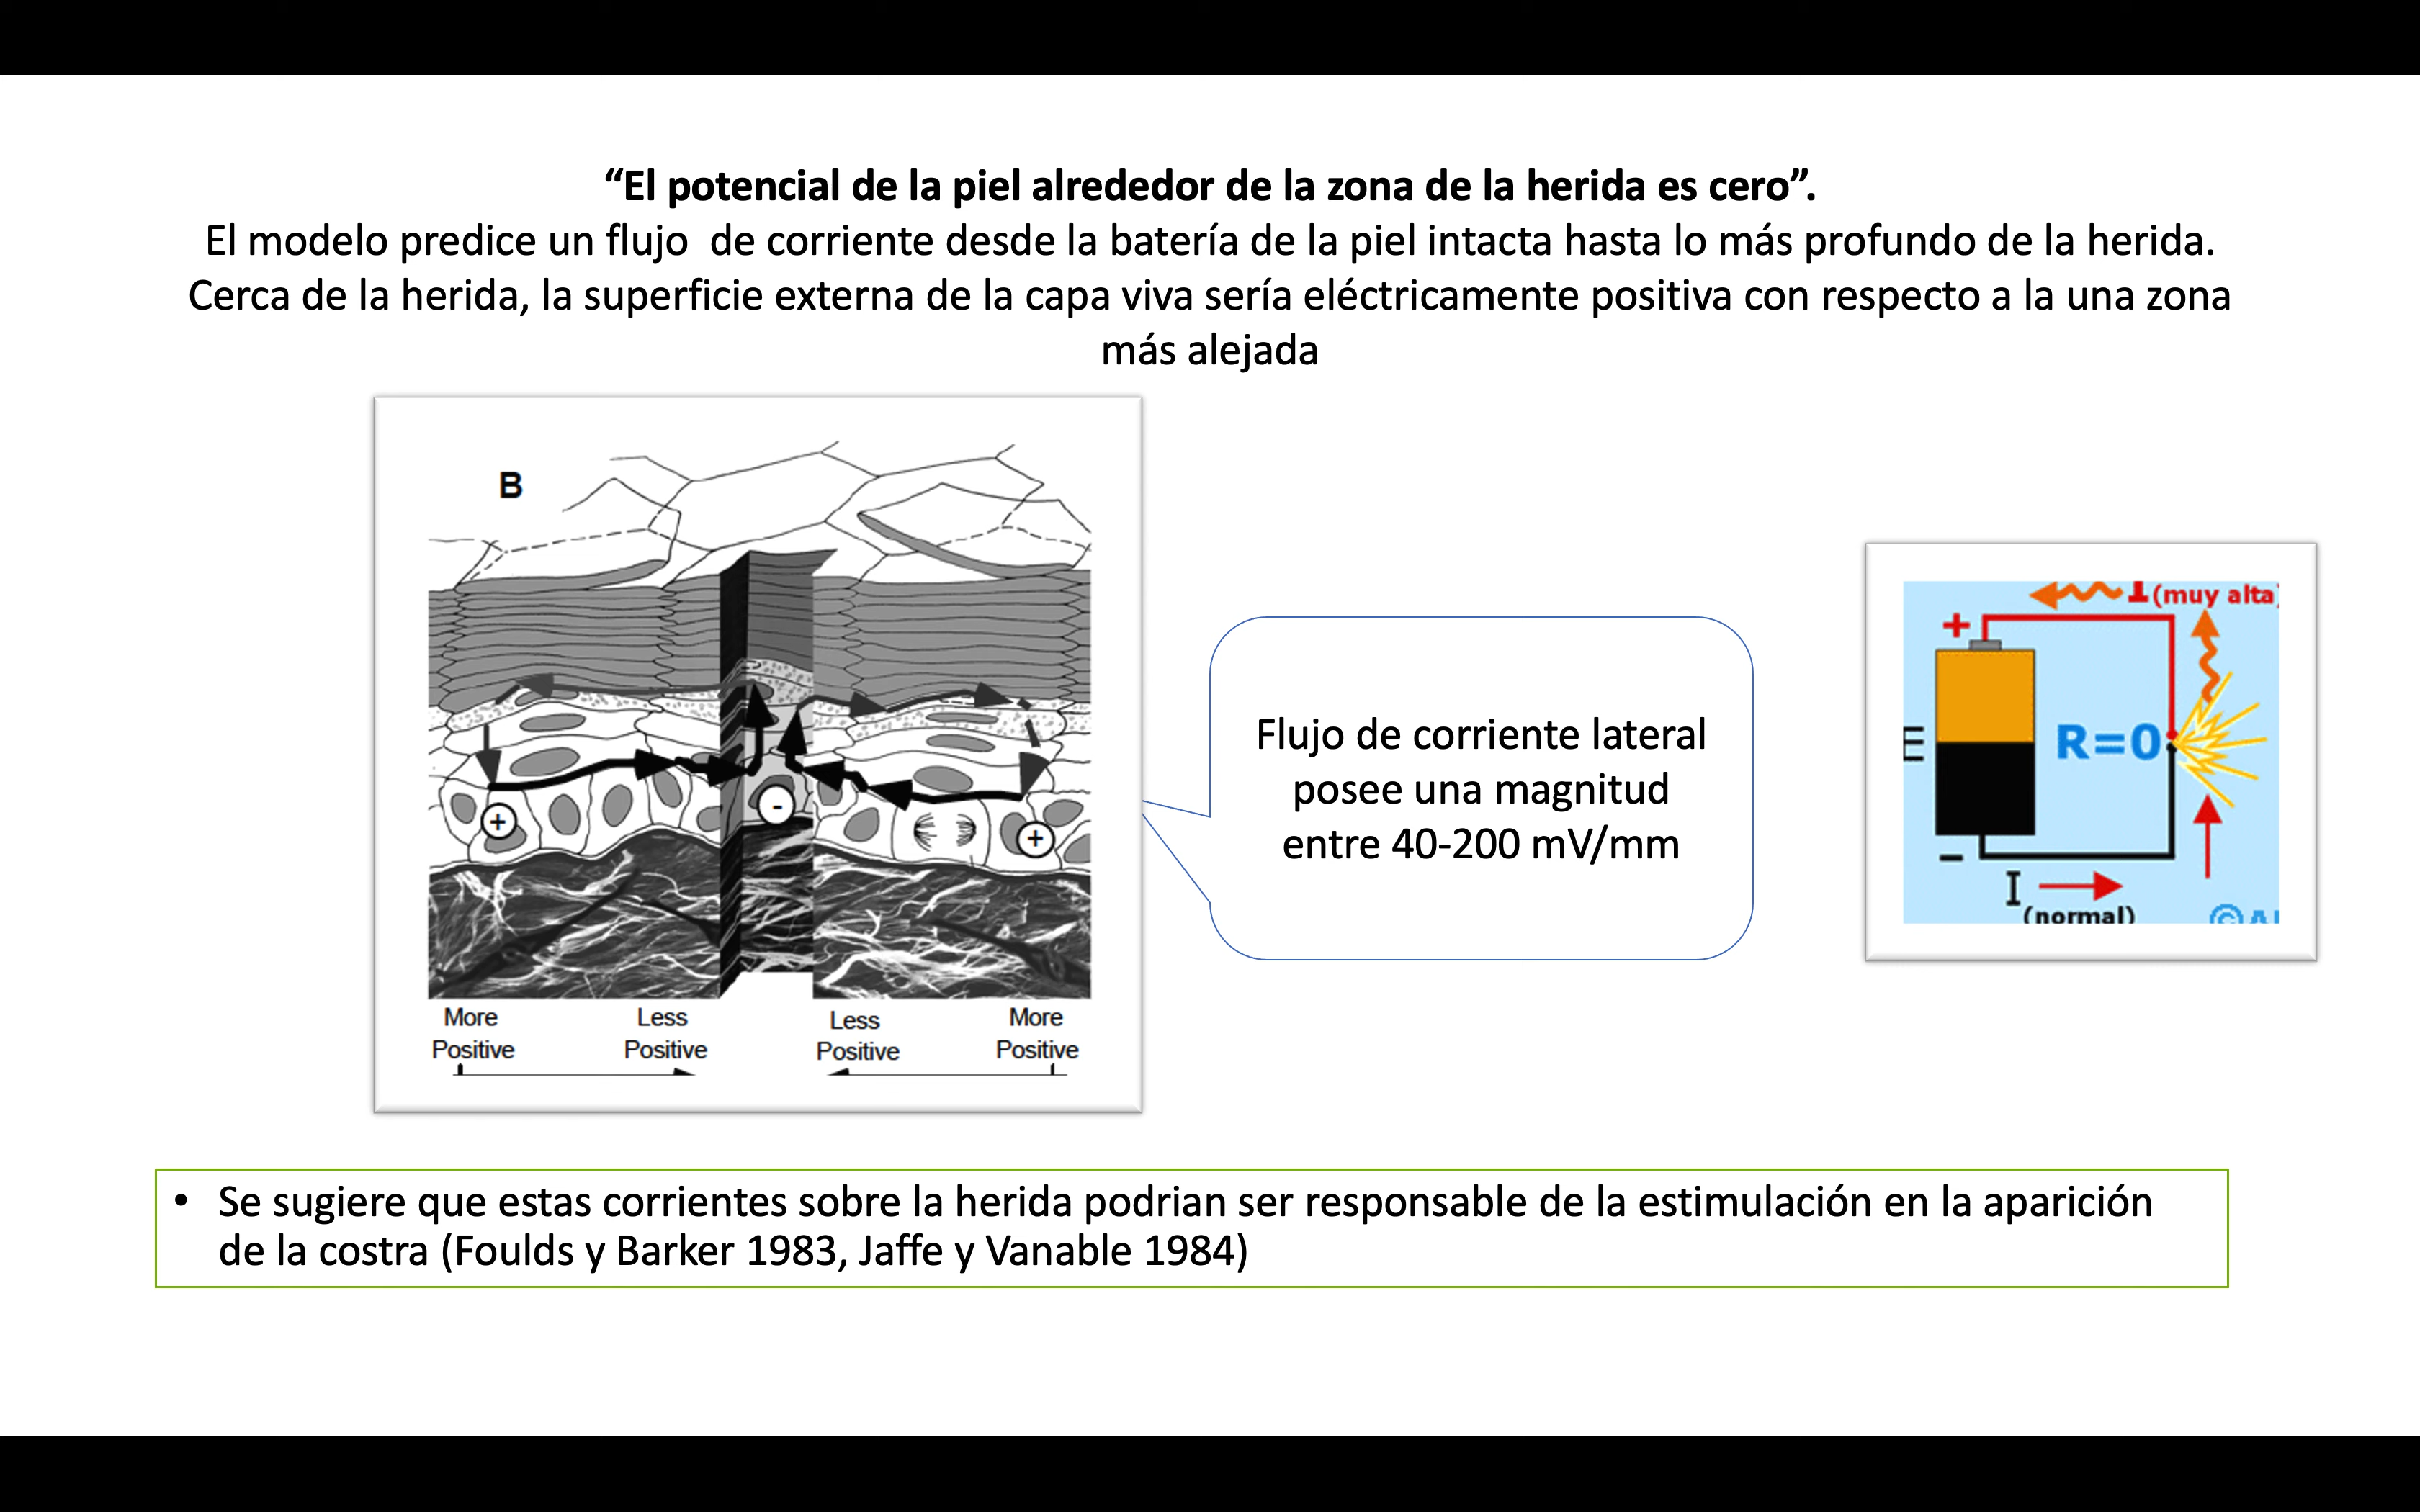 “El potencial de la piel alrededor de la zona de la herida es cero”.
El modelo predice un flujo de corriente desde la batería de la piel intacta hasta lo más profundo de la herida.
Cerca de la herida, la superficie externa de la capa viva sería eléctricamente positiva con respecto a la una zona
más alejada
B
+
-
+
More
Positive
Less
Positive
Less
Positive
More
Positive
Flujo de corriente lateral
posee una magnitud
entre 40-200 mV/mm
I (muy alta
+
E
R=0
−
I
(normal)
©
• Se sugiere que estas corrientes sobre la herida podrian ser responsable de la estimulación en la aparición
de la costra (Foulds y Barker 1983, Jaffe y Vanable 1984)